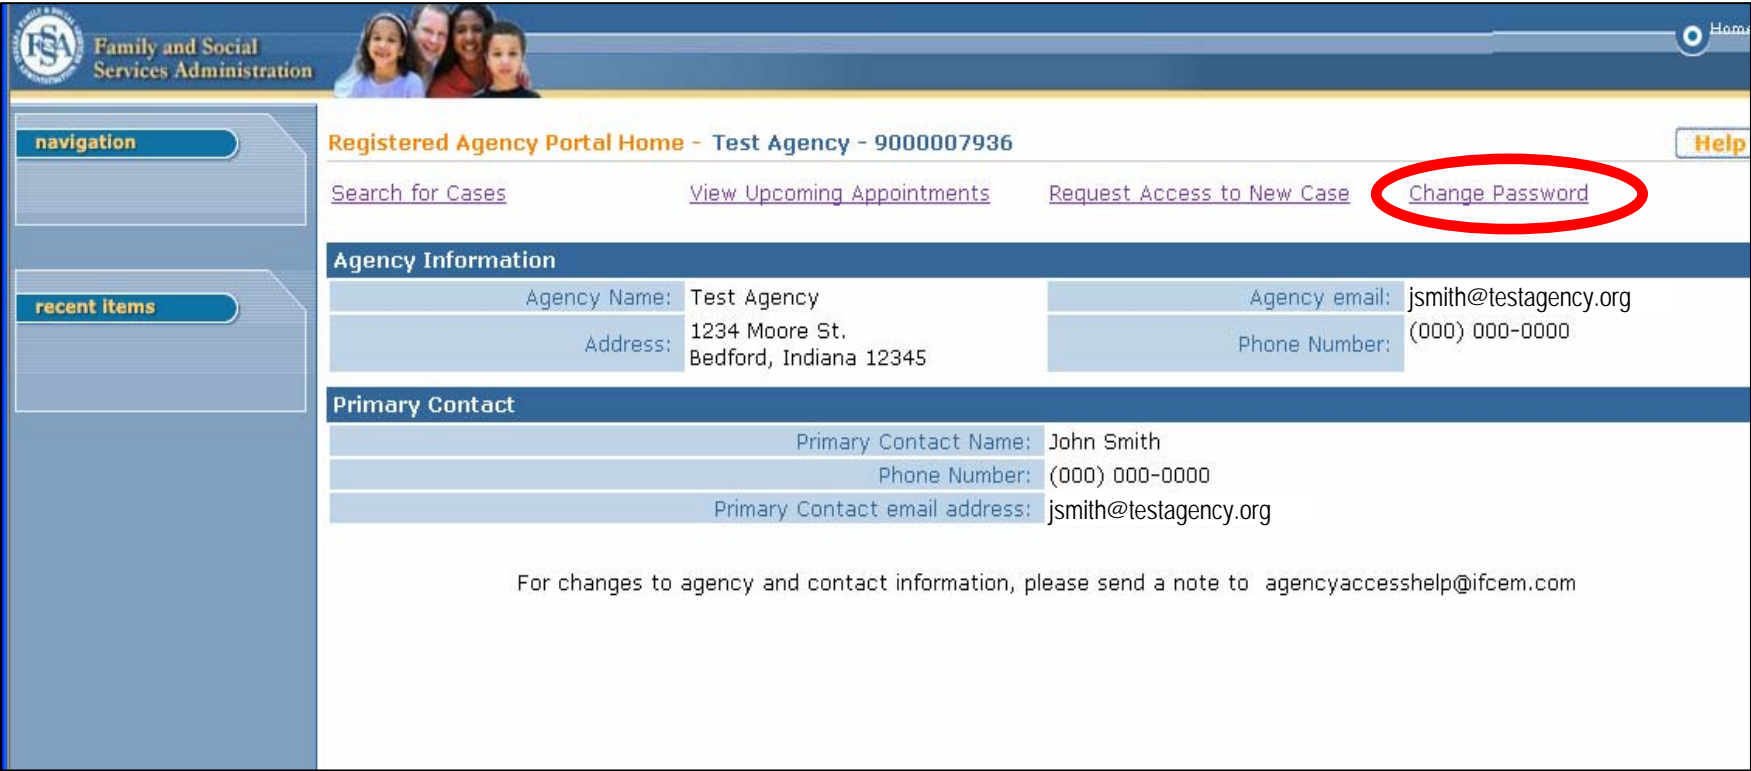 FSSA
Family and Social
Services Administration
Home
navigation
Registered Agency Portal Home - Test Agency - 9000007936
Help
Search for Cases View Upcoming Appointments Request Access to New Case Change Password
Agency Information
recent items
Agency Name: Test Agency Agency email: jsmith@testagency.org
Address: 1234 Moore St.
Bedford, Indiana 12345
Phone Number: (000) 000-0000
Primary Contact
Primary Contact Name: John Smith
Phone Number: (000) 000-0000
Primary Contact email address: jsmith@testagency.org
For changes to agency and contact information, please send a note to agencyaccesshelp@ifcem.com